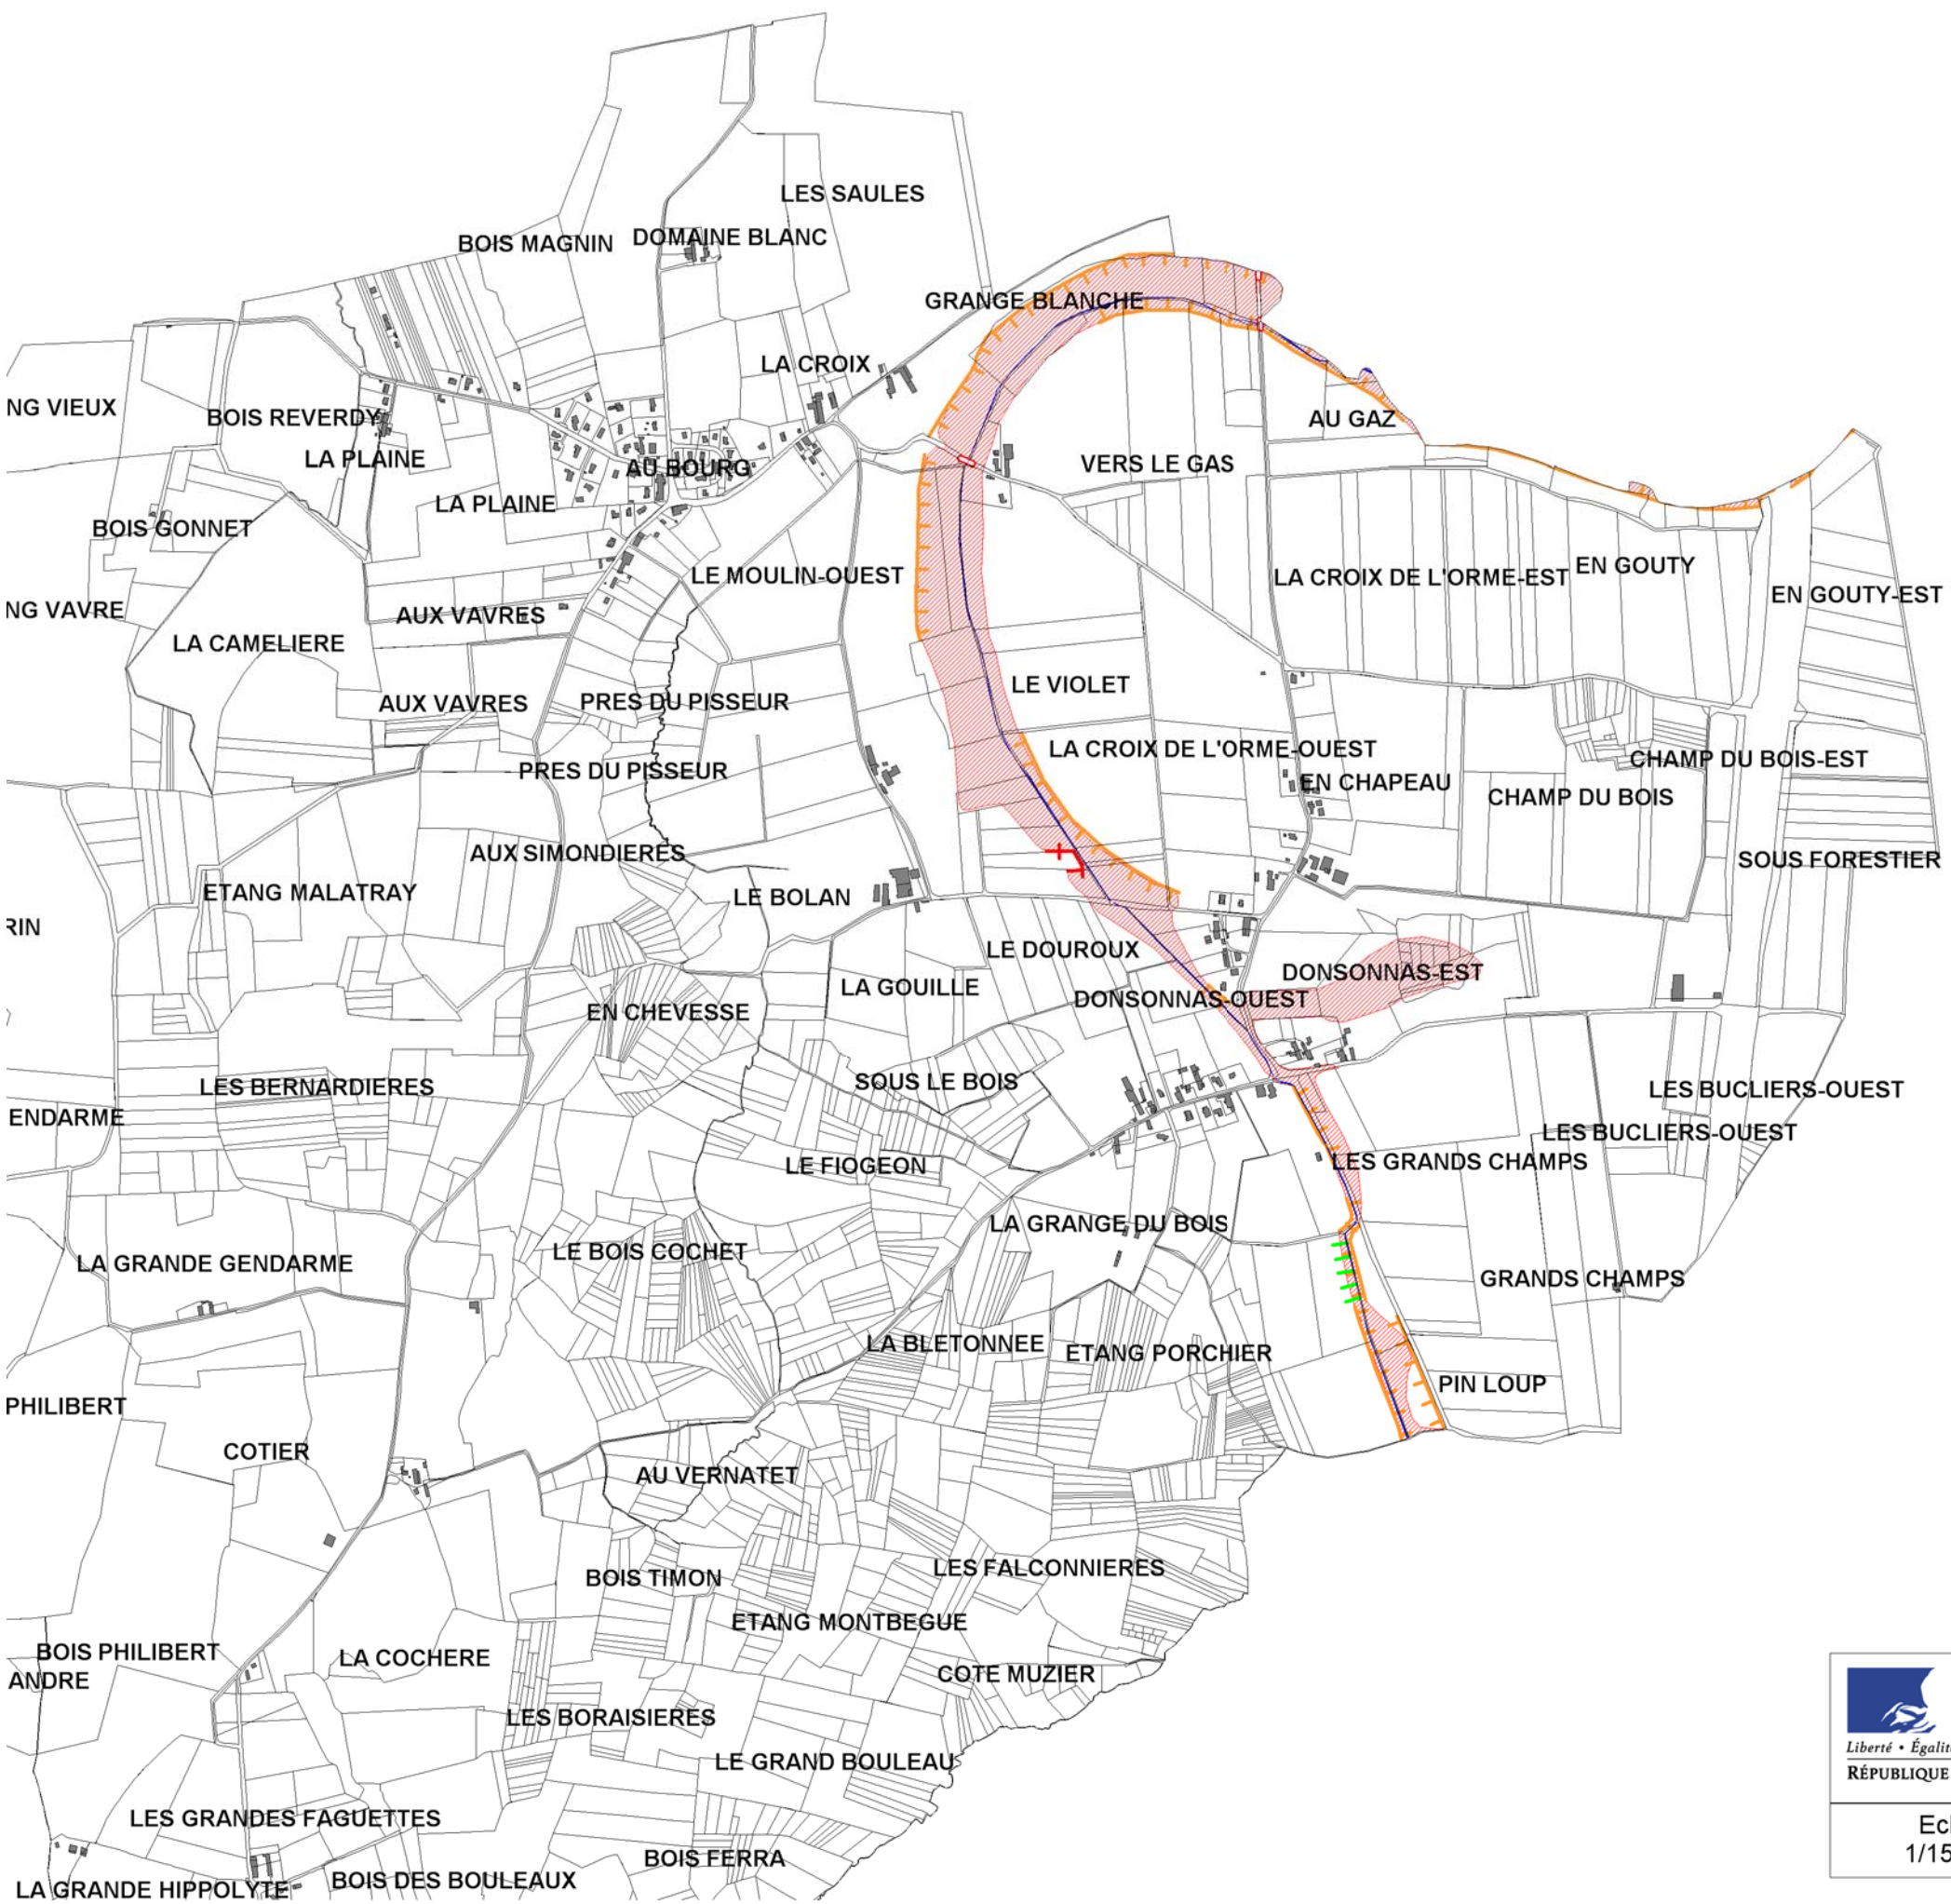 LES SAULES
BOIS MAGNIN
DOMAINE BLANC
GRANGE BLANCHE
LA CROIX
NG VIEUX
BOIS REVERDY
AU GAZ
LA PLAINE
AU BOURG
VERS LE GAS
LA PLAINE
BOIS GONNET
LE MOULIN-OUEST
LA CROIX DE L'ORME-EST
EN GOUTY
EN GOUTY-EST
NG VAVRE
AUX VAVRES
LA CAMELIERE
LE VIOLET
AUX VAVRES
PRES DU PISSEUR
LA CROIX DE L'ORME-OUEST
CHAMP DU BOIS-EST
PRES DU PISSEUR
EN CHAPEAU
CHAMP DU BOIS
AUX SIMONDIERES
SOUS FORESTIER
ETANG MALATRAY
LE BOLAN
RIN
LE DOUROUX
DONSONNAS-EST
LA GOUILLE
DONSONNAS-OUEST
EN CHEVESSE
SOUS LE BOIS
LES BERNARDIERES
LES BUCLIERS-OUEST
ENDARME
LES BUCLIERS-OUEST
LE FIOGEON
LES GRANDS CHAMPS
LA GRANGE DU BOIS
LE BOIS COCHET
LA GRANDE GENDARME
GRANDS CHAMPS
LA BLETONNEE
ETANG PORCHIER
PIN LOUP
PHILIBERT
COTIER
AU VERNATET
LES FALCONNIERES
BOIS TIMON
ETANG MONTBEGUE
BOIS PHILIBERT
LA COCHERE
ANDRE
COTE MUZIER
LES BORAISIERES
LE GRAND BOULEAU
LES GRANDES FAGUETTES
BOIS FERRA
BOIS DES BOULEAUX
LA GRANDE HIPPOLYTE
Liberté • Égalit
RÉPUBLIQUE
Ecl
1/15